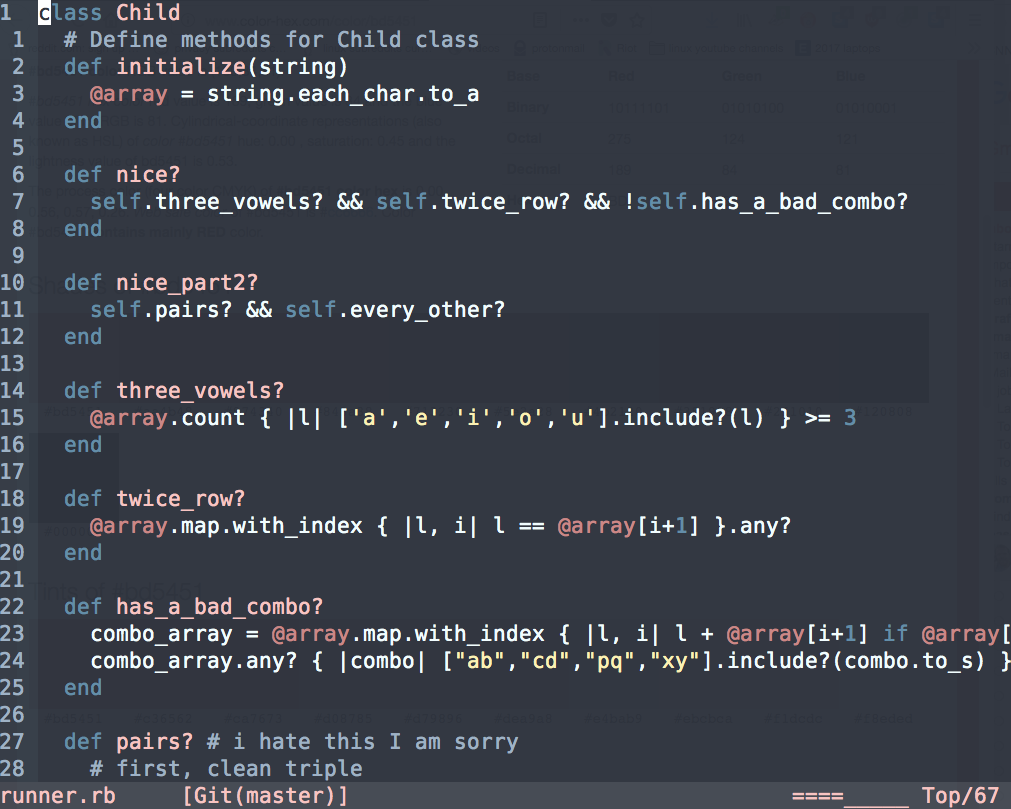 1 class Child
1 # Define methods for Child class
2 def initialize(string)
3 @array = string.each_char.to_a
4 end
5
6 def nice?
7 self.three_vowels? && self.twice_row? && !self.has_a_bad_combo?
8 end
9
10 def nice_part2?
11 self.pairs? && self.every_other?
12 end
13
14 def three_vowels?
15 @array.count { |l| ['a','e','i','o','u'].include?(l) } >= 3
16 end
17
18 def twice_row?
19 @array.map.with_index { |l, i| l == @array[i+1] }.any?
20 end
21
22 def has_a_bad_combo?
23 combo_array = @array.map.with_index { |l, i| l + @array[i+1] if @array[
24 combo_array.any? { |combo| ["ab","cd","pq","xy"].include?(combo.to_s) }
25 end
26
27 def pairs? # i hate this I am sorry
28 # first, clean triple
runner.rb [Git(master)] ====_____ Top/67